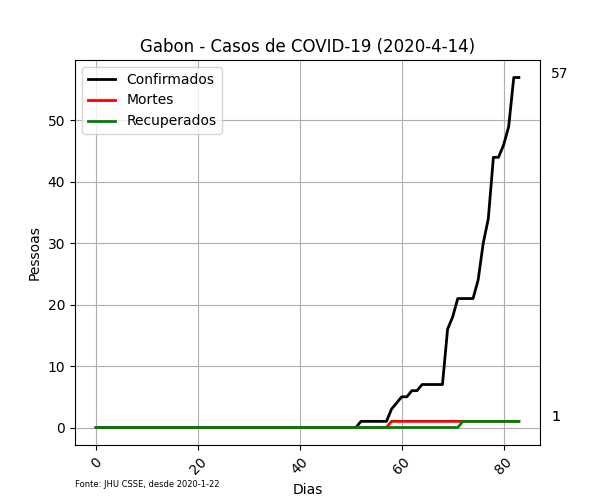 Gabon - Casos de COVID-19 (2020-4-14)
Confirmados
Mortes
Recuperados
57
1
Pessoas
50
40
30
20
10
0
0 20 40 60 80
Dias
Fonte: JHU CSSE, desde 2020-1-22